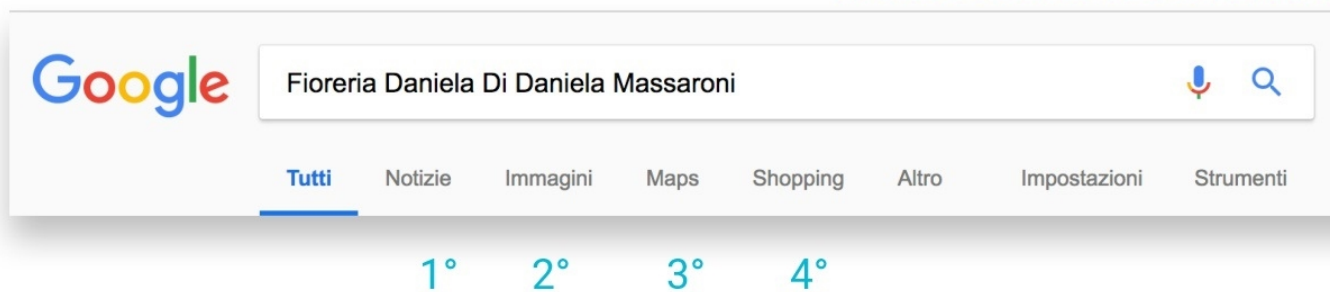 Google Fioreria Daniela Di Daniela Massaroni
Tutti Notizie Immagini Maps Shopping Altro Impostazioni Strumenti
1° 2° 3° 4°